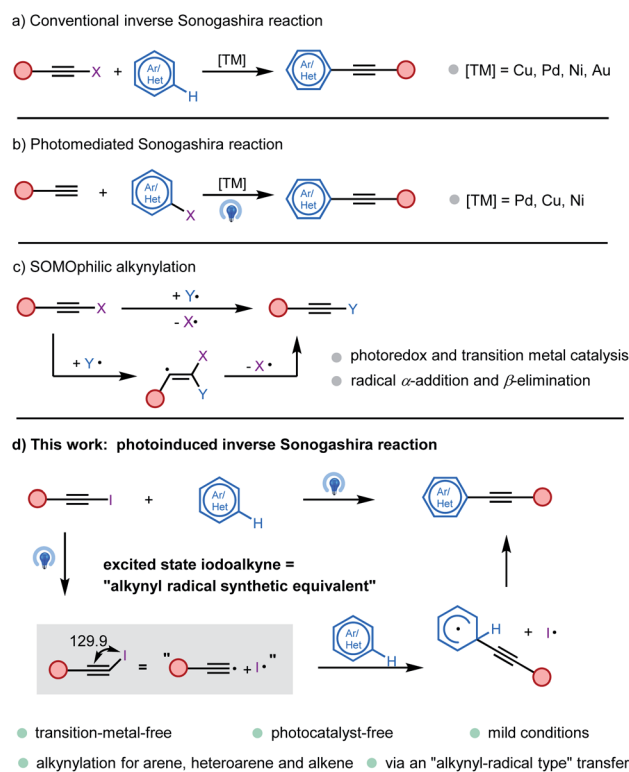 a) Conventional inverse Sonogashira reaction
X + Ar/Het H [TM] Ar/Het
[TM] = Cu, Pd, Ni, Au
b) Photomediated Sonogashira reaction
+ Ar/Het X [TM] Ar/Het
[TM] = Pd, Cu, Ni
c) SOMOphilic alkynylation
X + Y• - X• Y
+ Y• X Y - X•
photoredox and transition metal catalysis
radical α-addition and β-elimination
d) This work: photoinduced inverse Sonogashira reaction
I + Ar/Het H Ar/Het
excited state iodoalkyne =
"alkynyl radical synthetic equivalent"
129.9 I = " • + I• " Ar/Het H • H + I•
transition-metal-free photocatalyst-free mild conditions
alkynylation for arene, heteroarene and alkene via an "alkynyl-radical type" transfer